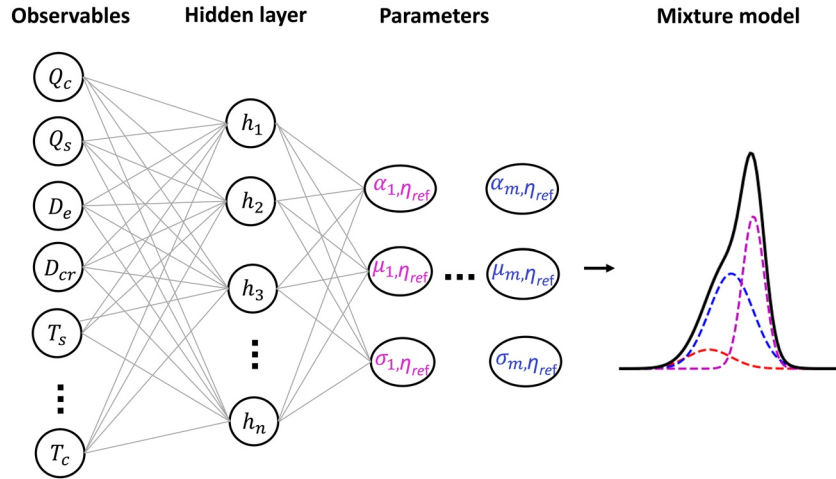 Observables Hidden layer Parameters Mixture model
Q_c
Q_s
D_e
D_cr
T_s
T_c
h_1
h_2
h_3
h_n
α_1,η_ref
μ_1,η_ref
σ_1,η_ref
α_m,η_ref
μ_m,η_ref
σ_m,η_ref